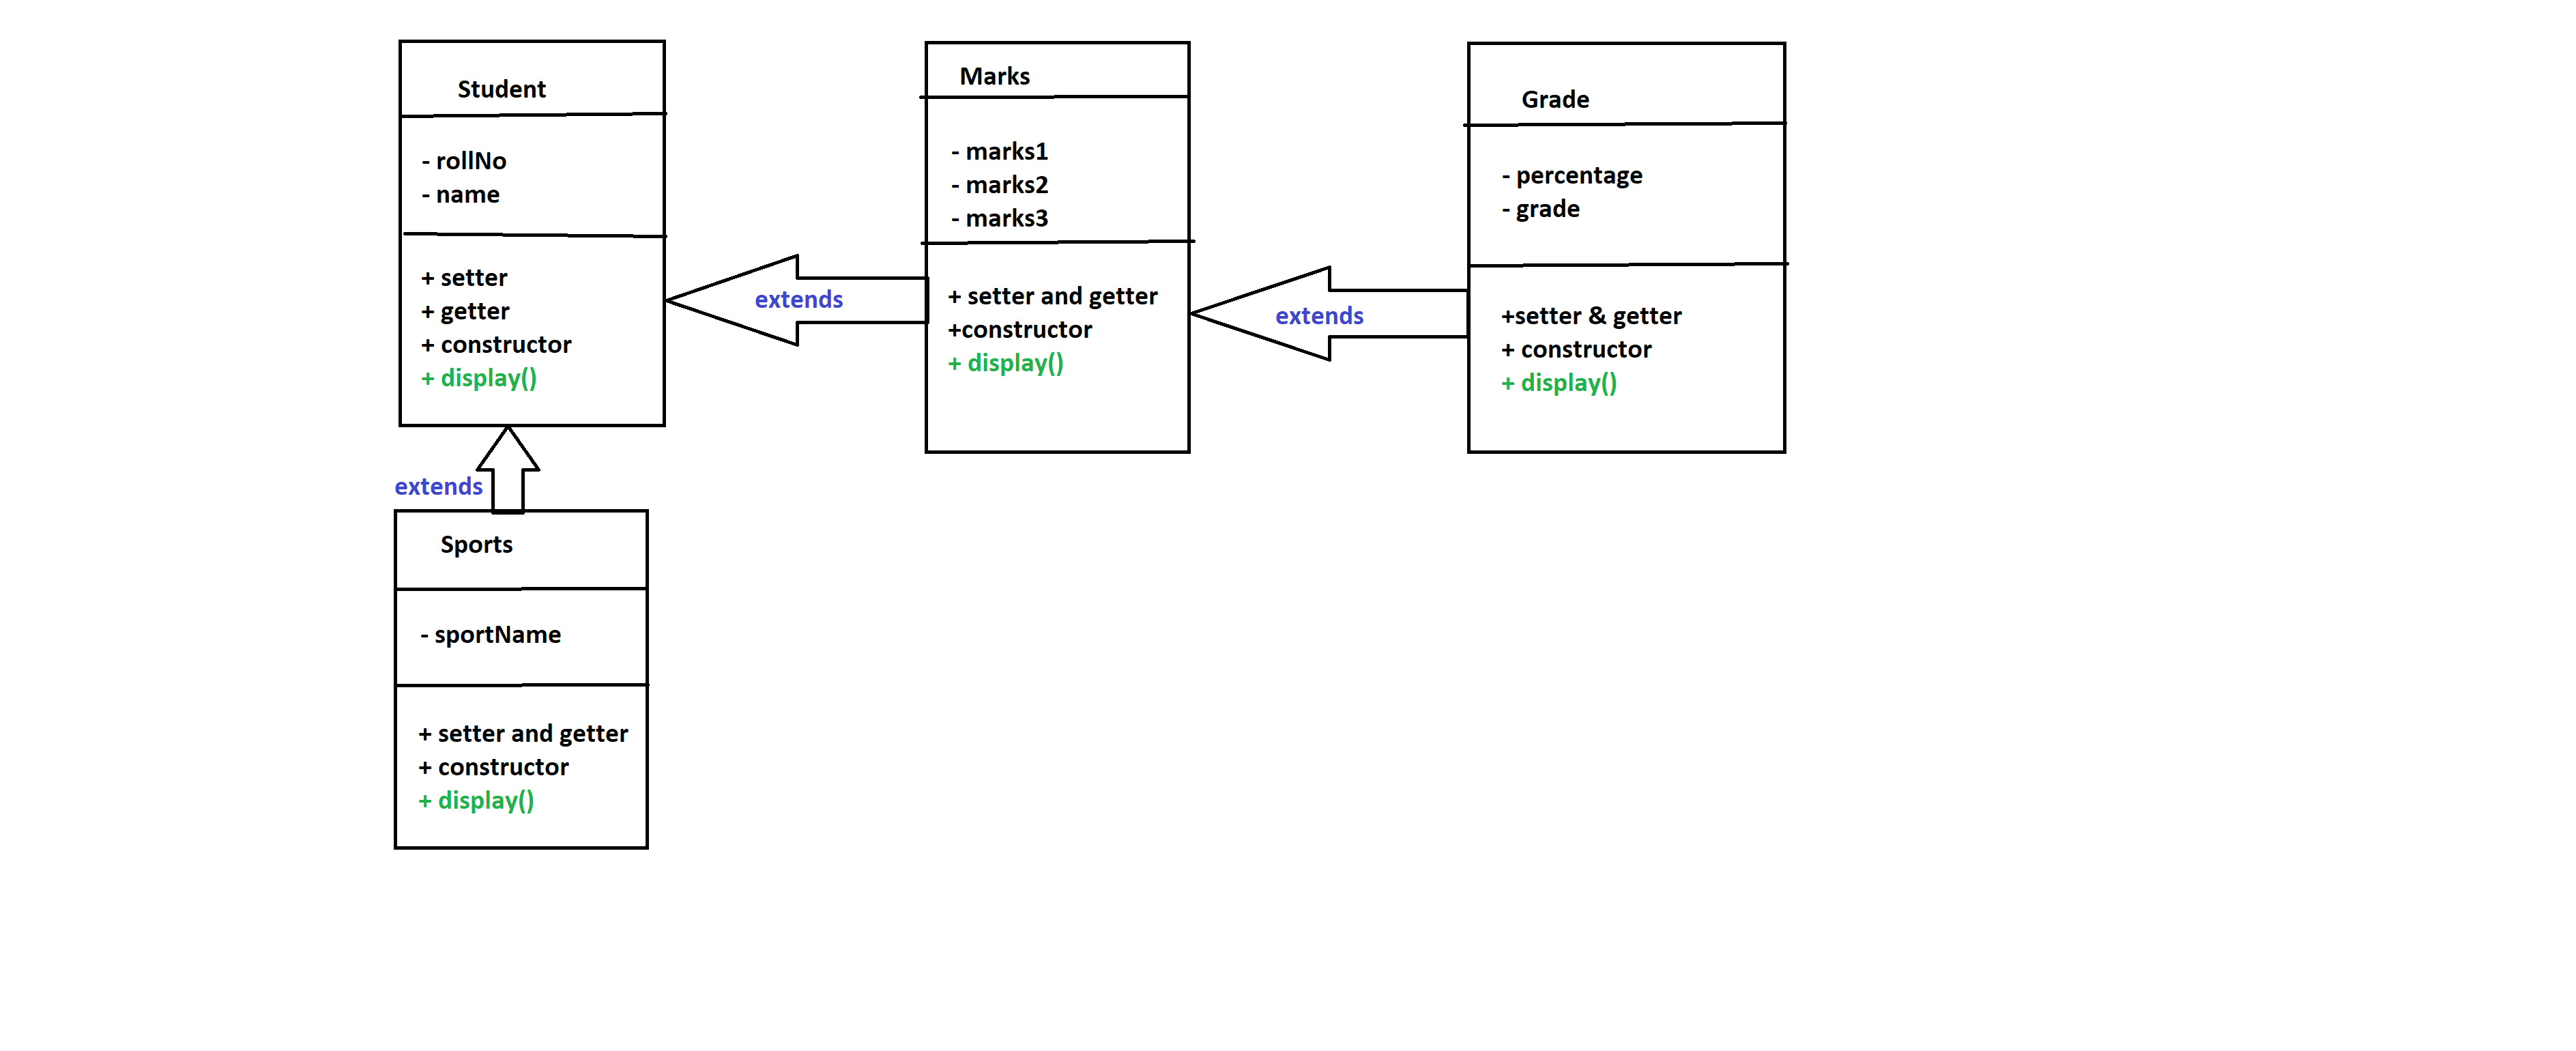 Student
- rollNo
- name
+ setter
+ getter
+ constructor
+ display()
extends
Marks
- marks1
- marks2
- marks3
+ setter and getter
+constructor
+ display()
extends
Grade
- percentage
- grade
+setter & getter
+ constructor
+ display()
extends
Sports
- sportName
+ setter and getter
+ constructor
+ display()